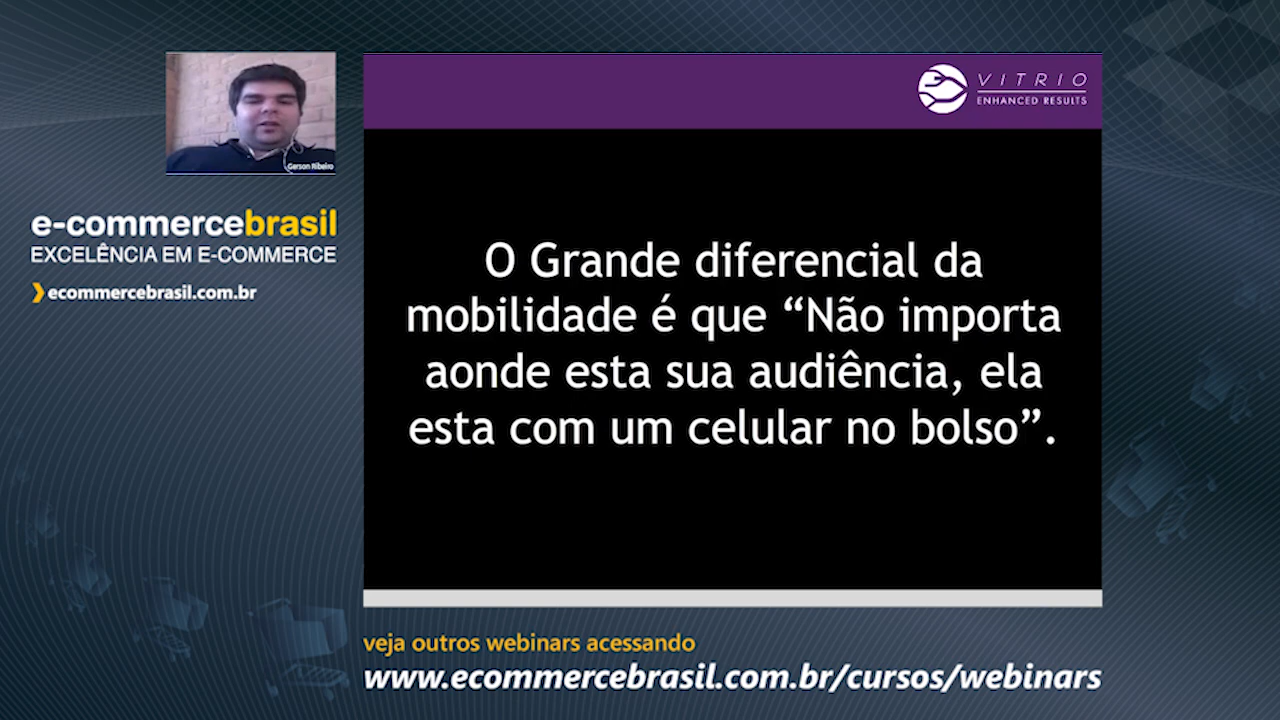 Gerson Ribeiro
e-commercebrasil
EXCELÊNCIA EM E-COMMERCE
ecommercebrasil.com.br
VITRIO
ENHANCED RESULTS
O Grande diferencial da
mobilidade é que “Não importa
aonde esta sua audiência, ela
esta com um celular no bolso”.
veja outros webinars acessando
www.ecommercebrasil.com.br/cursos/webinars